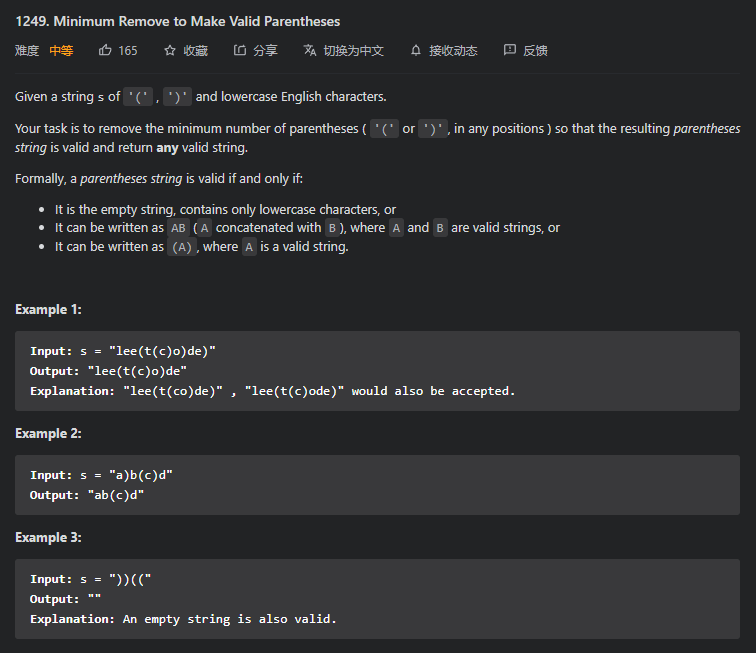 1249. Minimum Remove to Make Valid Parentheses
难度 中等 165 收藏 分享 切换为中文 接收动态 反馈
Given a string s of '(' , ')' and lowercase English characters.
Your task is to remove the minimum number of parentheses ( '(' or ')', in any positions ) so that the resulting parentheses
string is valid and return any valid string.
Formally, a parentheses string is valid if and only if:
• It is the empty string, contains only lowercase characters, or
• It can be written as AB (A concatenated with B), where A and B are valid strings, or
• It can be written as (A), where A is a valid string.
Example 1:
Input: s = "lee(t(c)o)de)"
Output: "lee(t(c)o)de"
Explanation: "lee(t(co)de)" , "lee(t(c)ode)" would also be accepted.
Example 2:
Input: s = "a)b(c)d"
Output: "ab(c)d"
Example 3:
Input: s = "))(("
Output: ""
Explanation: An empty string is also valid.